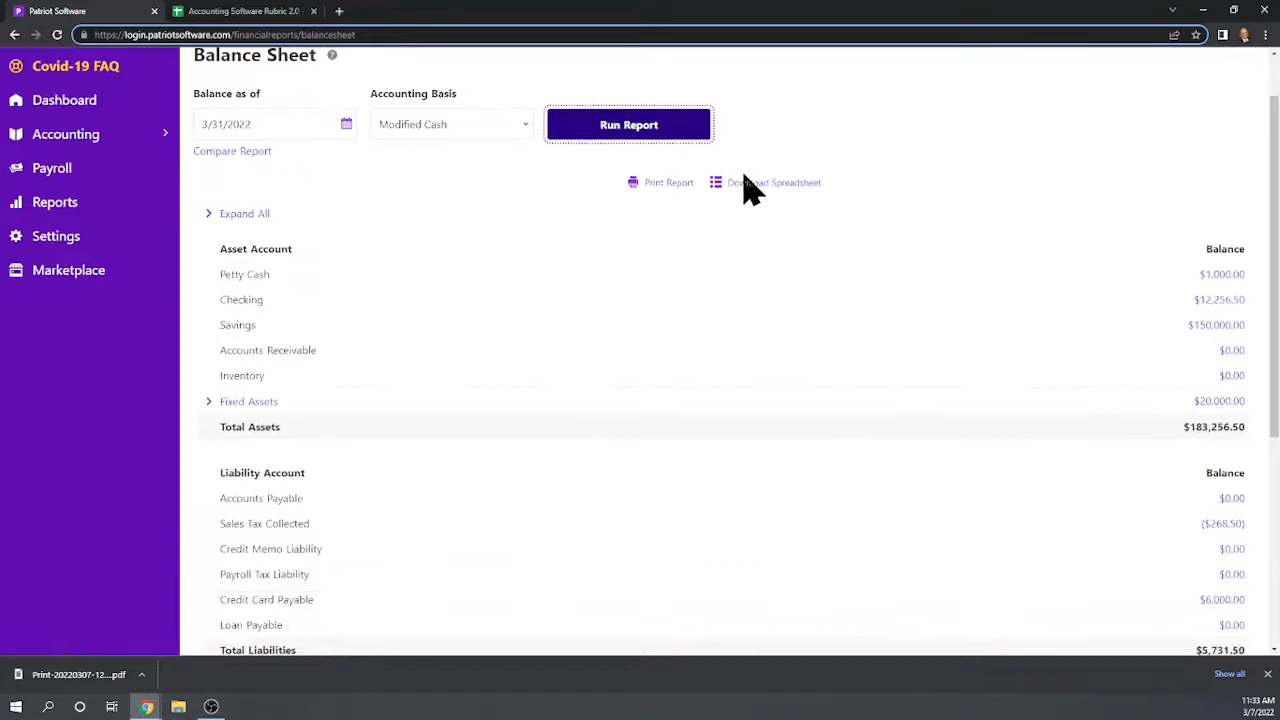 Patriot Software
Accounting Software Rubric 2.0
https://login.patriotsoftware.com/financialreports/balancesheet
Covid-19 FAQ
Dashboard
Accounting
Payroll
Reports
Settings
Marketplace
Balance Sheet
Balance as of
Accounting Basis
3/31/2022
Modified Cash
Run Report
Compare Report
Print Report
Download Spreadsheet
Expand All
Asset Account Balance
Petty Cash $1,000.00
Checking $12,256.50
Savings $150,000.00
Accounts Receivable $0.00
Inventory $0.00
Fixed Assets $20,000.00
Total Assets $183,256.50
Liability Account Balance
Accounts Payable $0.00
Sales Tax Collected ($268.50)
Credit Memo Liability $0.00
Payroll Tax Liability $0.00
Credit Card Payable $6,000.00
Loan Payable $0.00
Total Liabilities $5,731.50
Print-20220307-12....pdf
Show all
11:33 AM
3/7/2022